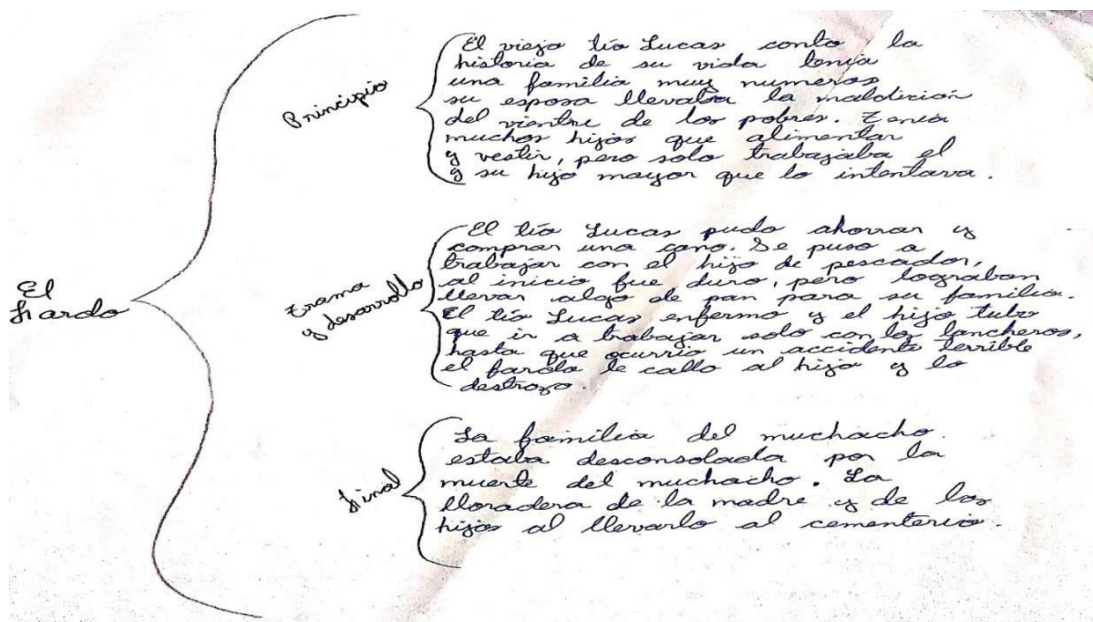 El
Fardo
Principio
El viejo tío Lucas conto la
historia de su vida tenia
una familia muy numeros
su esposa llevaba la maldicion
del vientre de los pobres. Tenia
muchos hijos que alimentar
y vestir, pero solo trabajaba el
y su hijo mayor que lo intentava.
Trama
y desarrollo
El tío Lucas pudo ahorrar y
comprar una cano. Se puso a
trabajar con el hijo de pescador,
al inicio fue duro, pero lograban
llevar algo de pan para su familia.
El tío Lucas enfermo y el hijo tubo
que ir a trabajar solo con los lancheros,
hasta que ocurrio un accidente terrible
el fardo le callo al hijo y lo
destrozo.
Final
La familia del muchacho
estaba desconsolada por la
muerte del muchacho. La
lloradera de la madre y de los
hijos al llevarlo al cementerio.